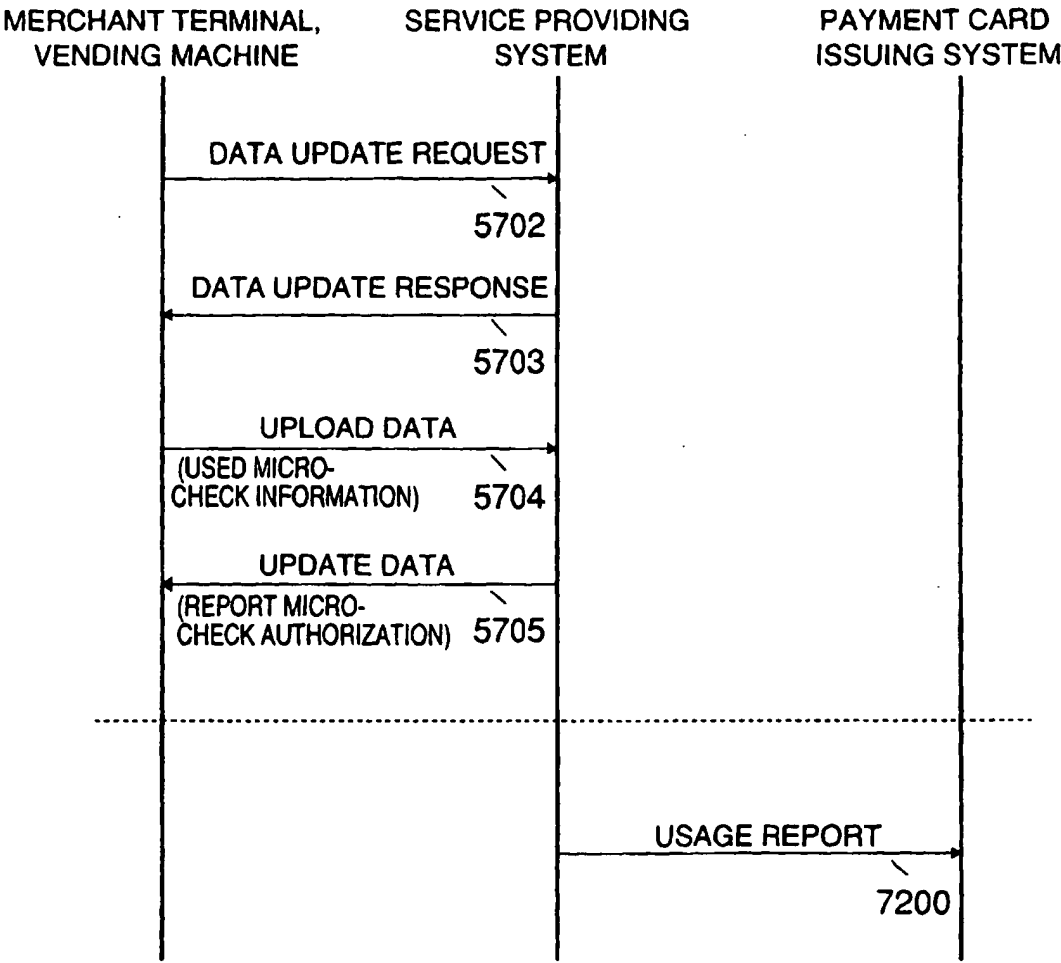 MERCHANT TERMINAL,
VENDING MACHINE
SERVICE PROVIDING
SYSTEM
PAYMENT CARD
ISSUING SYSTEM
DATA UPDATE REQUEST
5702
DATA UPDATE RESPONSE
5703
UPLOAD DATA
(USED MICRO-
CHECK INFORMATION)
5704
UPDATE DATA
(REPORT MICRO-
CHECK AUTHORIZATION)
5705
USAGE REPORT
7200